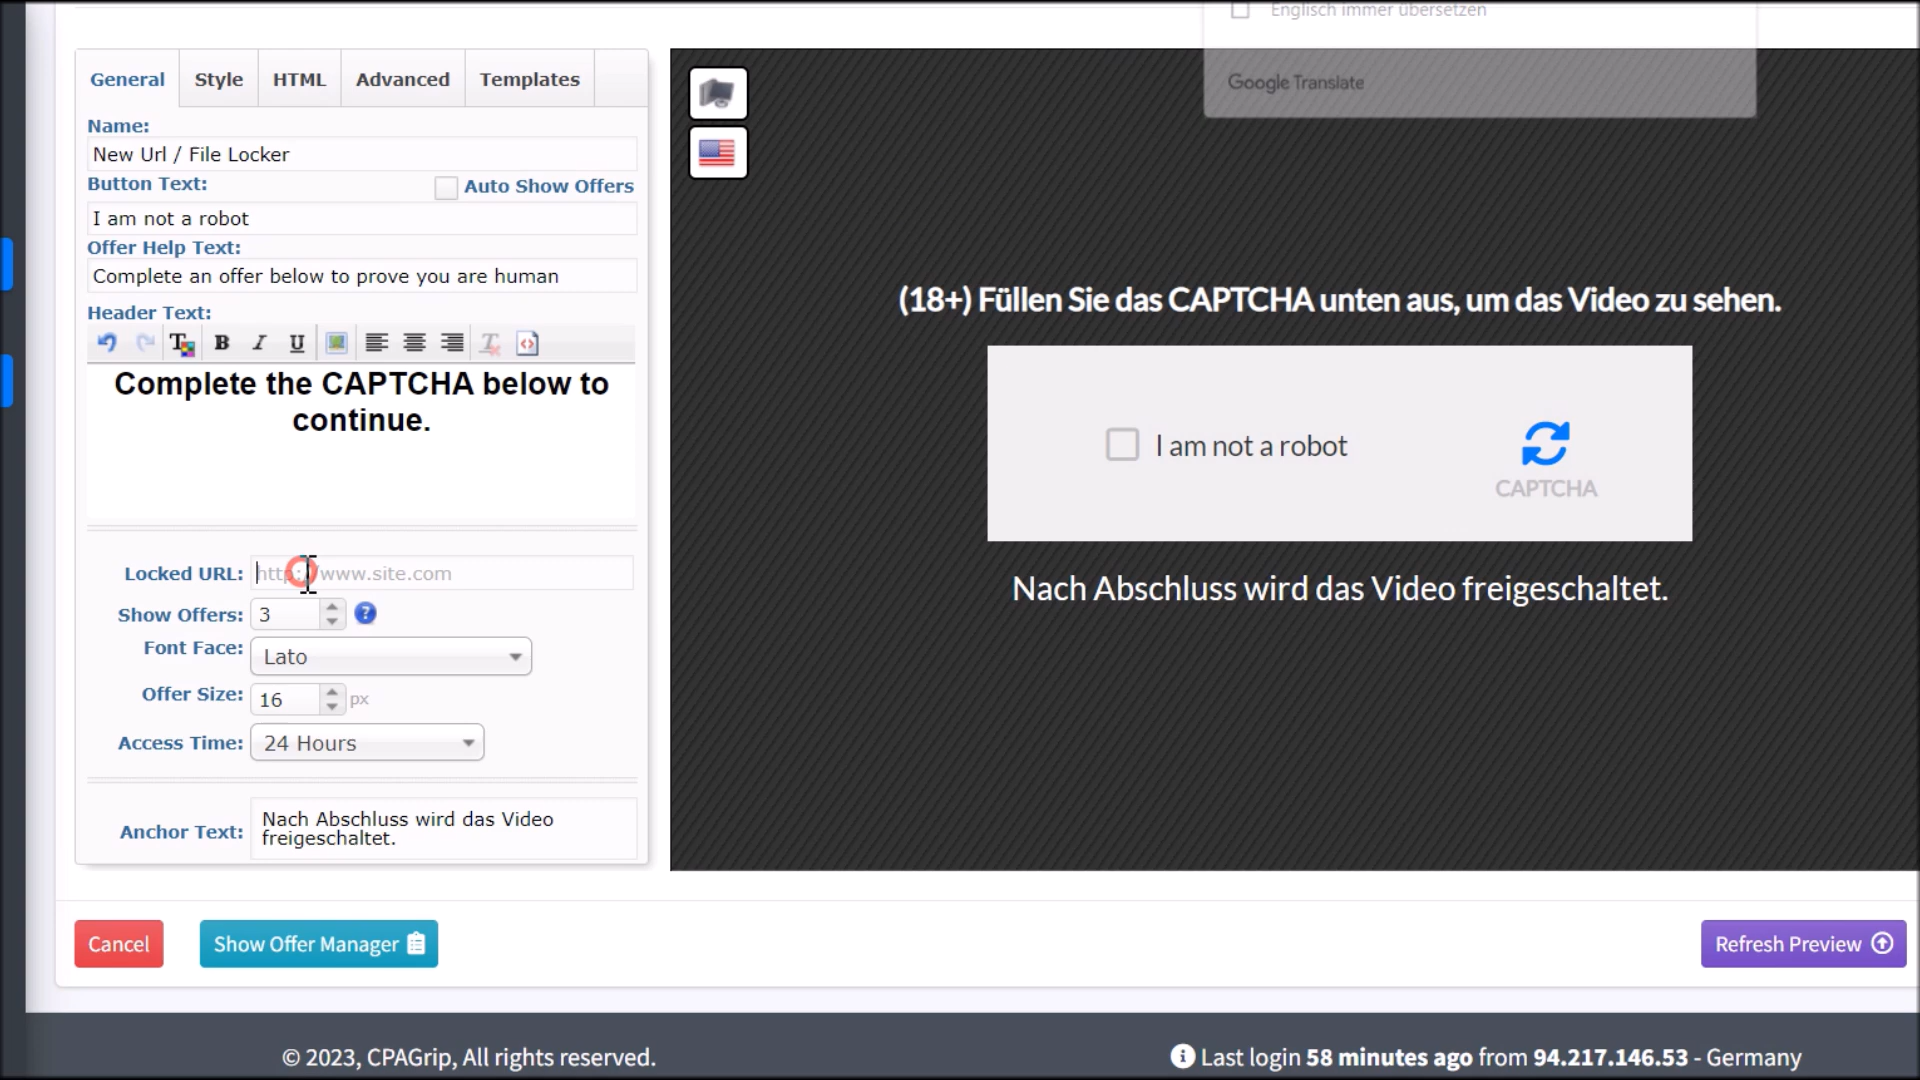 Englisch immer übersetzen
Google Translate
General Style HTML Advanced Templates
Name:
New Url / File Locker
Button Text:
Auto Show Offers
I am not a robot
Offer Help Text:
Complete an offer below to prove you are human
Header Text:
B I U
Complete the CAPTCHA below to
continue.
Locked URL: http://www.site.com
Show Offers: 3 ?
Font Face: Lato
Offer Size: 16 px
Access Time: 24 Hours
Anchor Text: Nach Abschluss wird das Video
freigeschaltet.
(18+) Füllen Sie das CAPTCHA unten aus, um das Video zu sehen.
I am not a robot
CAPTCHA
Nach Abschluss wird das Video freigeschaltet.
Cancel
Show Offer Manager
Refresh Preview
© 2023, CPAGrip, All rights reserved.
Last login 58 minutes ago from 94.217.146.53 - Germany